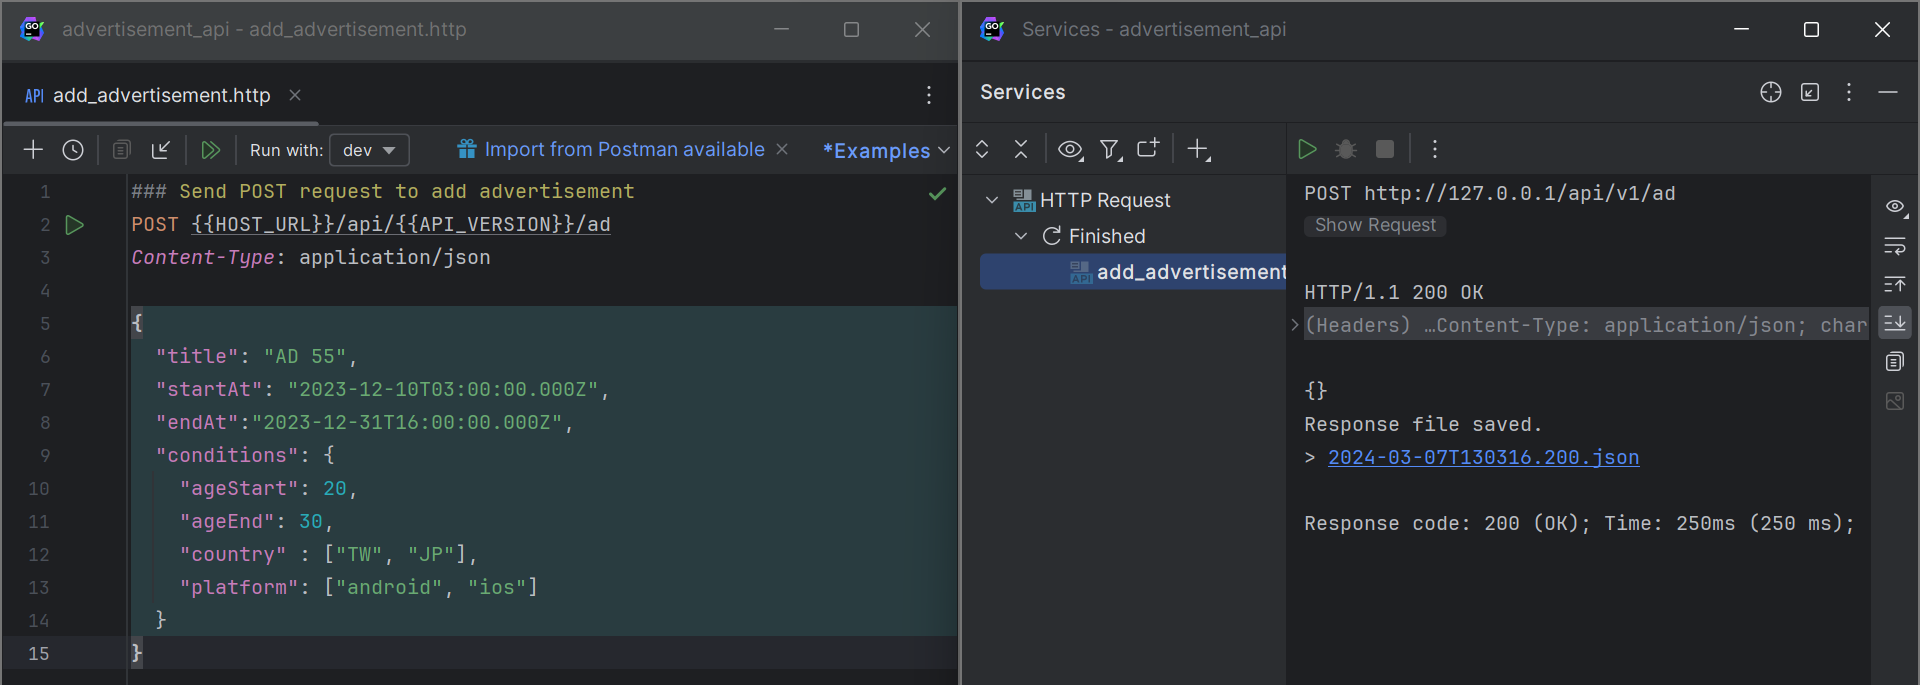 GO advertisement_api - add_advertisement.http
API add_advertisement.http
Run with: dev Import from Postman available *Examples
1 ### Send POST request to add advertisement
2 POST {{HOST_URL}}/api/{{API_VERSION}}/ad
3 Content-Type: application/json
4
5 {
6 "title": "AD 55",
7 "startAt": "2023-12-10T03:00:00.000Z",
8 "endAt":"2023-12-31T16:00:00.000Z",
9 "conditions": {
10 "ageStart": 20,
11 "ageEnd": 30,
12 "country" : ["TW", "JP"],
13 "platform": ["android", "ios"]
14 }
15 }
GO Services - advertisement_api
Services
API HTTP Request
Finished
API add_advertisement
POST http://127.0.0.1/api/v1/ad
Show Request
HTTP/1.1 200 OK
(Headers) …Content-Type: application/json; char
{}
Response file saved.
> 2024-03-07T130316.200.json
Response code: 200 (OK); Time: 250ms (250 ms);